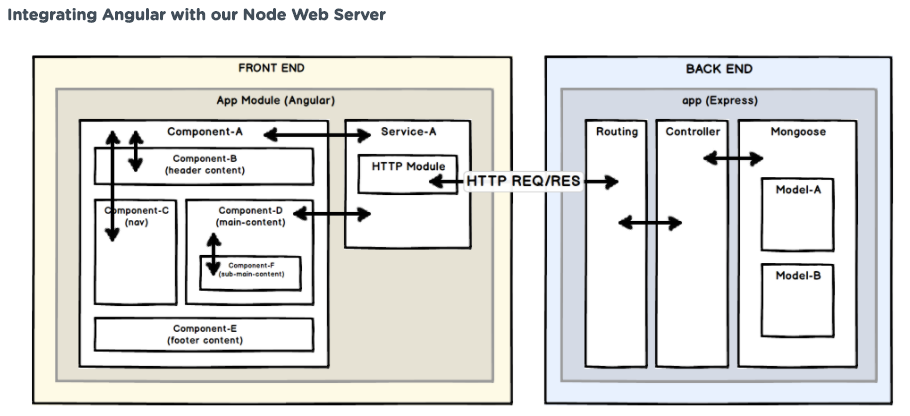 Integrating Angular with our Node Web Server
FRONT END
App Module (Angular)
Component-A
Component-B
(header content)
Component-C
(nav)
Component-D
(main-content)
Component-F
(sub-main-content)
Component-E
(footer content)
Service-A
HTTP Module
HTTP REQ/RES
BACK END
app (Express)
Routing
Controller
Mongoose
Model-A
Model-B